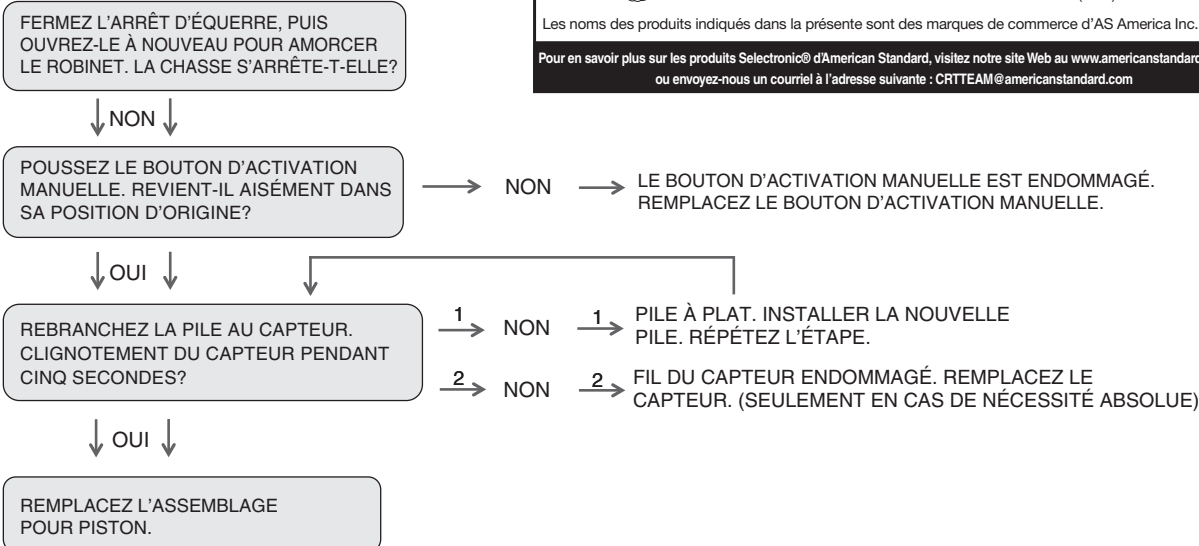 FERMEZ L'ARRÊT D'ÉQUERRE, PUIS
OUVREZ-LE À NOUVEAU POUR AMORCER
LE ROBINET. LA CHASSE S'ARRÊTE-T-ELLE?
Les noms des produits indiqués dans la présente sont des marques de commerce d'AS America Inc.
Pour en savoir plus sur les produits Selectronic® d'American Standard, visitez notre site Web au www.americanstandard
ou envoyez-nous un courriel à l'adresse suivante : CRTTEAM@americanstandard.com
NON
POUSSEZ LE BOUTON D'ACTIVATION
MANUELLE. REVIENT-IL AISÉMENT DANS
SA POSITION D'ORIGINE?
NON
LE BOUTON D'ACTIVATION MANUELLE EST ENDOMMAGÉ.
REMPLACEZ LE BOUTON D'ACTIVATION MANUELLE.
OUI
REBRANCHEZ LA PILE AU CAPTEUR.
CLIGNOTEMENT DU CAPTEUR PENDANT
CINQ SECONDES?
1 NON 1
PILE À PLAT. INSTALLER LA NOUVELLE
PILE. RÉPÉTEZ L'ÉTAPE.
2 NON 2
FIL DU CAPTEUR ENDOMMAGÉ. REMPLACEZ LE
CAPTEUR. (SEULEMENT EN CAS DE NÉCESSITÉ ABSOLUE)
OUI
REMPLACEZ L'ASSEMBLAGE
POUR PISTON.